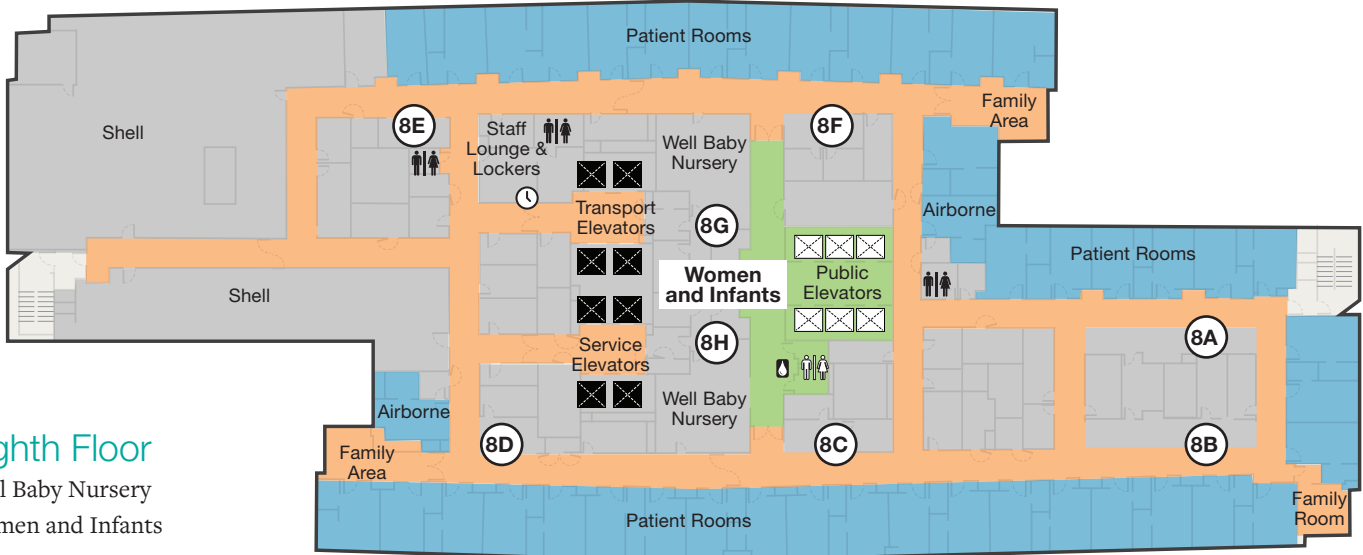 Patient Rooms
Family
Area
Shell
8E
Staff
Lounge &
Lockers
Well Baby
Nursery
8F
Transport
Elevators
8G
Airborne
Women
and Infants
Public
Elevators
Patient Rooms
Shell
Service
Elevators
8H
8A
Well Baby
Nursery
Airborne
8D
8C
8B
Family
Area
Family
Room
Patient Rooms
ghth Floor
l Baby Nursery
men and Infants